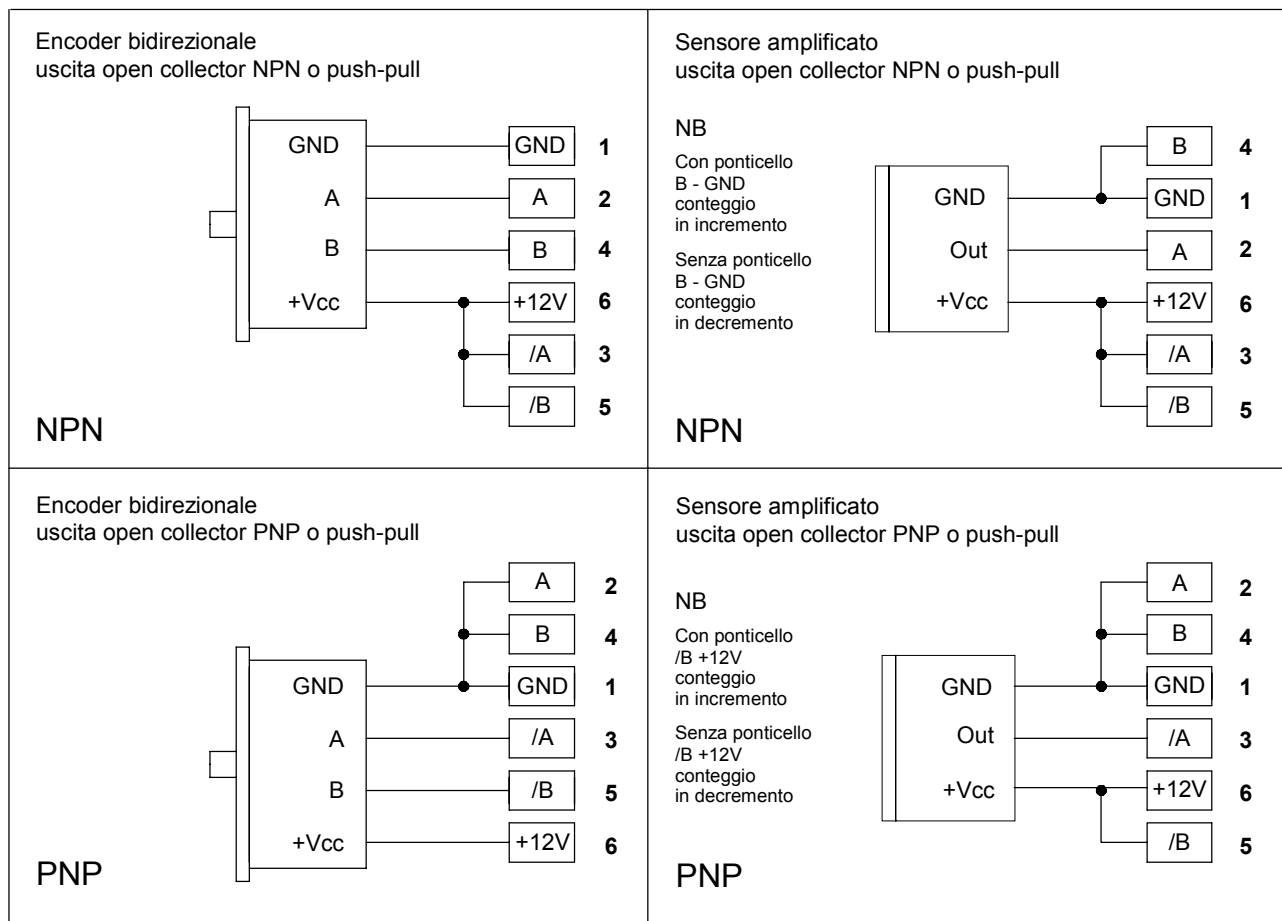 Encoder bidirezionale
uscita open collector NPN o push-pull
GND GND 1
A A 2
B B 4
+Vcc +12V 6
/A 3
/B 5
NPN
Sensore amplificato
uscita open collector NPN o push-pull
NB
Con ponticello
B - GND
conteggio
in incremento
Senza ponticello
B - GND
conteggio
in decremento
B 4
GND GND 1
Out A 2
+Vcc +12V 6
/A 3
/B 5
NPN
Encoder bidirezionale
uscita open collector PNP o push-pull
A 2
B 4
GND GND 1
A /A 3
B /B 5
+Vcc +12V 6
PNP
Sensore amplificato
uscita open collector PNP o push-pull
NB
Con ponticello
/B +12V
conteggio
in incremento
Senza ponticello
/B +12V
conteggio
in decremento
A 2
B 4
GND GND 1
Out /A 3
+Vcc +12V 6
/B 5
PNP